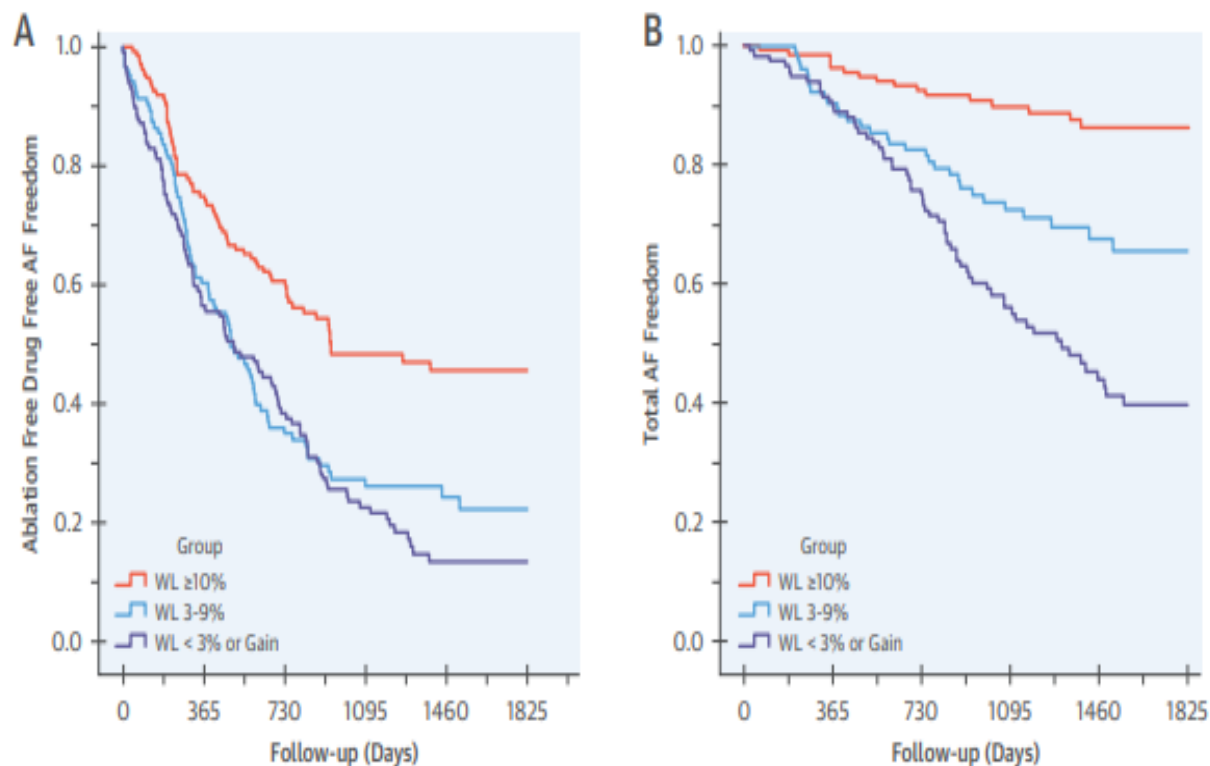 A
Ablation Free Drug Free AF Freedom
1.0
0.8
0.6
0.4
0.2
0.0
Group
WL ≥10%
WL 3-9%
WL < 3% or Gain
0 365 730 1095 1460 1825
Follow-up (Days)
B
Total AF Freedom
1.0
0.8
0.6
0.4
0.2
0.0
Group
WL ≥10%
WL 3-9%
WL < 3% or Gain
0 365 730 1095 1460 1825
Follow-up (Days)